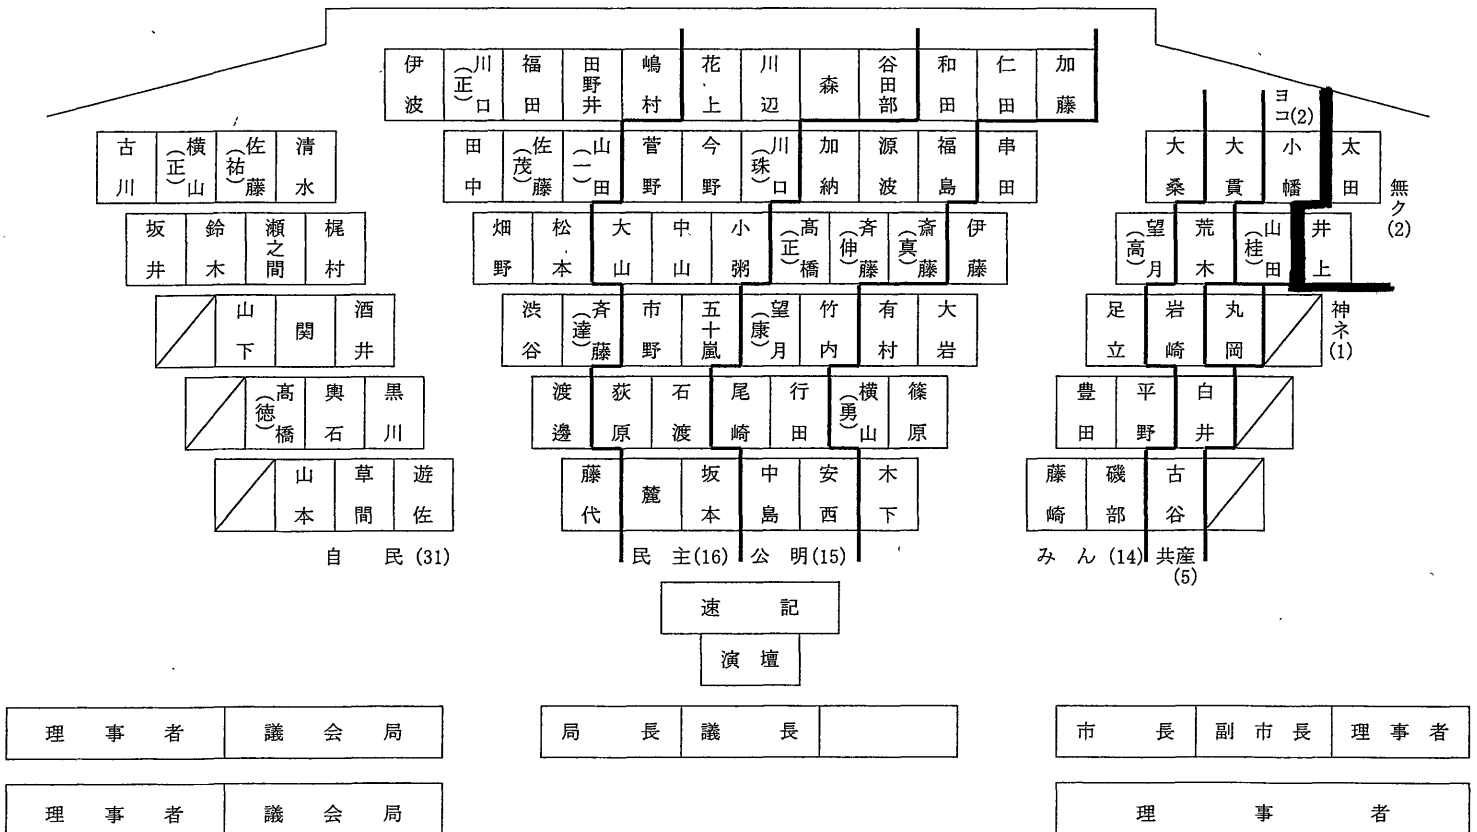 伊波 川口(正) 福田 田野井 嶋村 花上 川辺 森 谷田部 和田 仁田 加藤
ヨコ(2)
古川 横山(正) 佐藤(祐) 清水 田中 佐藤(茂) 山田(一) 菅野 今野 川口(珠) 加納 源波 福島 串田 大桑 大貫 小幡 太田
無ク(2)
坂井 鈴木 瀬之間 梶村 畑野 松本 大山 中山 小粥 髙橋(正) 斉藤(伸) 斎藤(真) 伊藤 望月(高) 荒木 山田(桂) 井上
山下 関 酒井 渋谷 斉藤(達) 市野 五十嵐 望月(康) 竹内 有村 大岩 足立 岩崎 丸岡
神ネ(1)
髙橋(徳) 輿石 黒川 渡邊 荻原 石渡 尾崎 行田 横山(勇) 篠原 豊田 平野 白井
山本 草間 遊佐 藤代 麓 坂本 中島 安西 木下 藤崎 磯部 古谷
自民(31) 民主(16) 公明(15) みん(14) 共産(5)
速記
演壇
理事者 議会局 局長 議長 市長 副市長 理事者
理事者 議会局 理事者